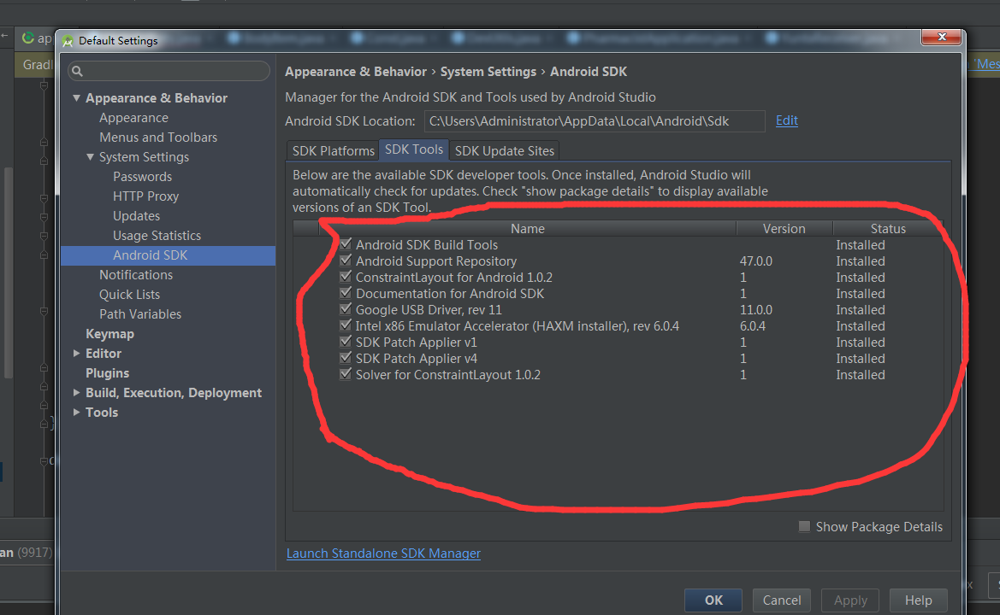 Default Settings
Gradl
'Mes
Appearance & Behavior
Appearance
Menus and Toolbars
System Settings
Passwords
HTTP Proxy
Updates
Usage Statistics
Android SDK
Notifications
Quick Lists
Path Variables
Keymap
Editor
Plugins
Build, Execution, Deployment
Tools
Appearance & Behavior › System Settings › Android SDK
Manager for the Android SDK and Tools used by Android Studio
Android SDK Location: C:\Users\Administrator\AppData\Local\Android\Sdk Edit
SDK Platforms SDK Tools SDK Update Sites
Below are the available SDK developer tools. Once installed, Android Studio will
automatically check for updates. Check "show package details" to display available
versions of an SDK Tool.
Name Version Status
Android SDK Build Tools Installed
Android Support Repository 47.0.0 Installed
ConstraintLayout for Android 1.0.2 1 Installed
Documentation for Android SDK 1 Installed
Google USB Driver, rev 11 11.0.0 Installed
Intel x86 Emulator Accelerator (HAXM installer), rev 6.0.4 6.0.4 Installed
SDK Patch Applier v1 1 Installed
SDK Patch Applier v4 1 Installed
Solver for ConstraintLayout 1.0.2 1 Installed
Show Package Details
Launch Standalone SDK Manager
an (9917)
OK Cancel Apply Help